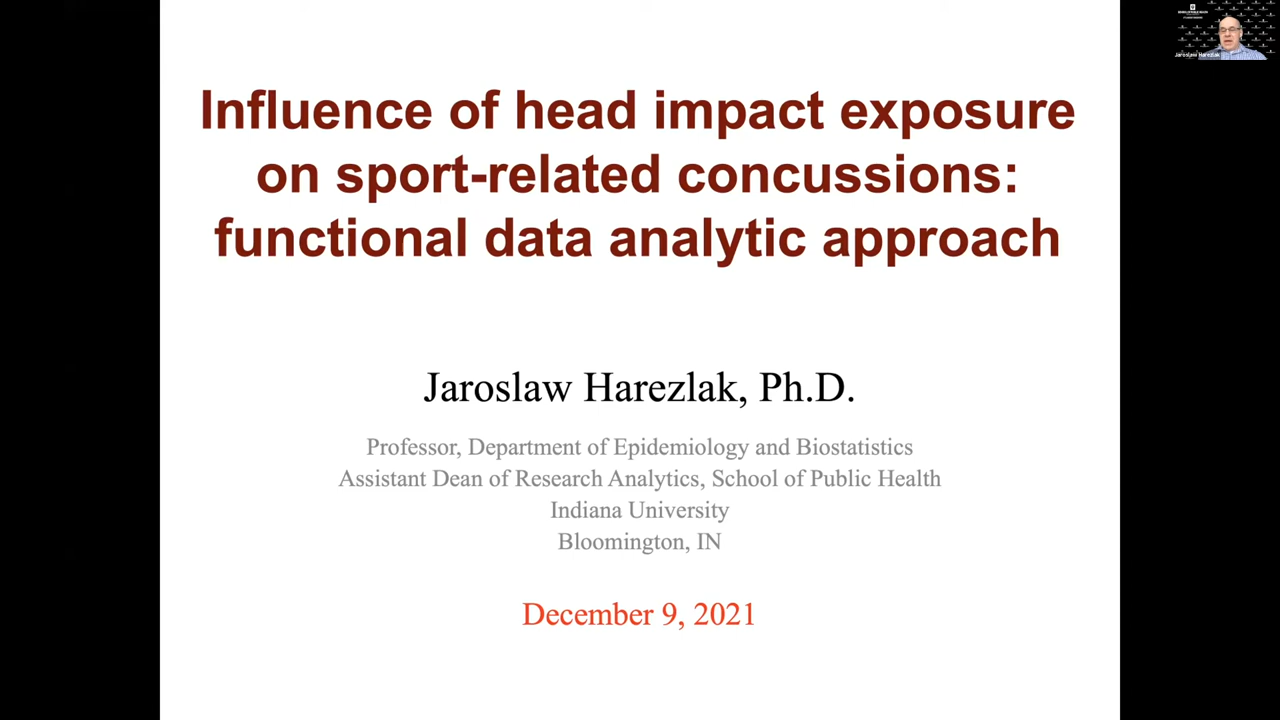 Influence of head impact exposure
on sport-related concussions:
functional data analytic approach
Jaroslaw Harezlak, Ph.D.
Professor, Department of Epidemiology and Biostatistics
Assistant Dean of Research Analytics, School of Public Health
Indiana University
Bloomington, IN
December 9, 2021
Jaroslaw Harezlak